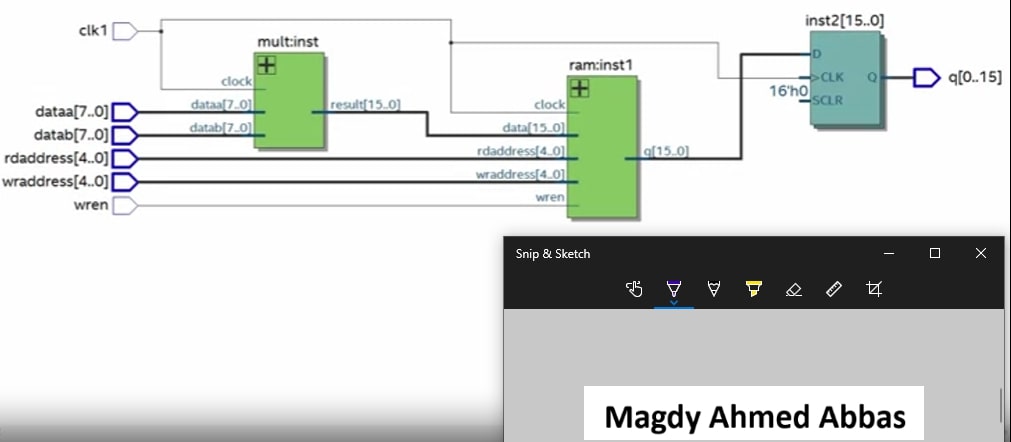 inst2[15..0]
clk1
mult:inst
ram:inst1
D
>CLK
Q
q[0..15]
16'h0
SCLR
clock
dataa[7..0]
dataa[7..0]
result[15..0]
clock
datab[7..0]
datab[7..0]
data[15..0]
rdaddress[4..0]
rdaddress[4..0]
q[15..0]
wraddress[4..0]
wraddress[4..0]
wren
wren
Snip & Sketch
Magdy Ahmed Abbas